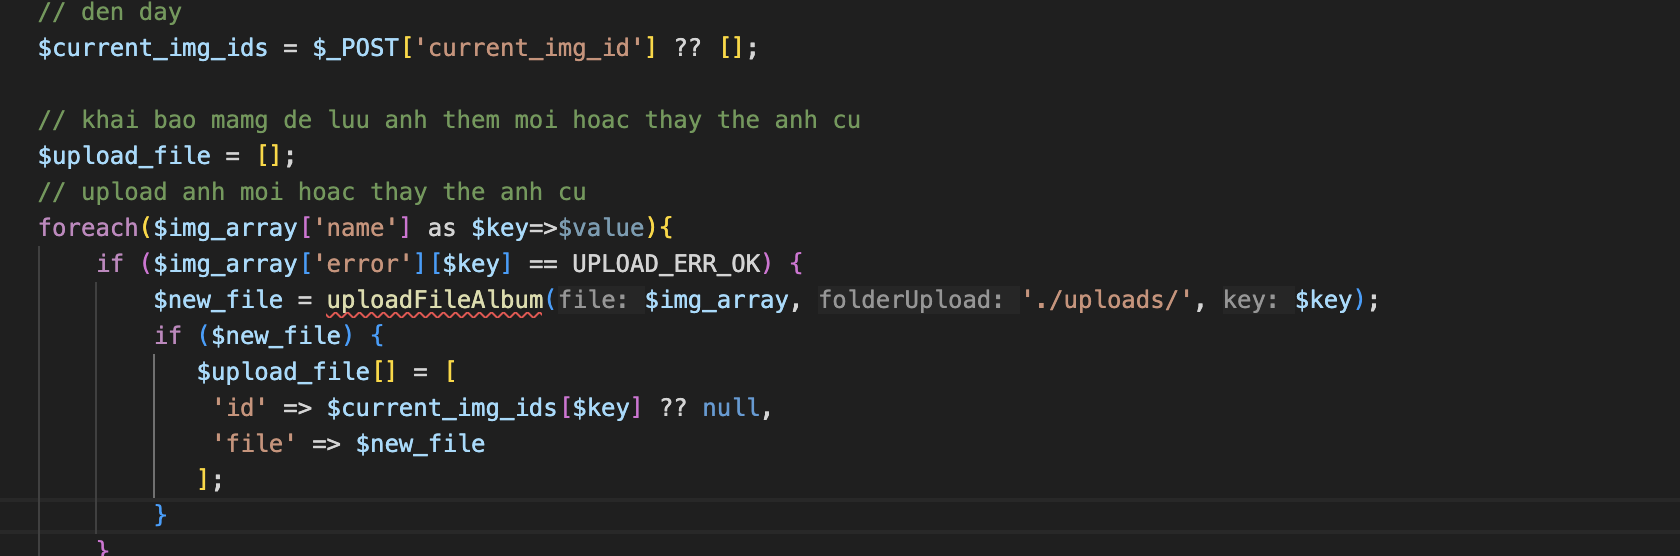 // den day
$current_img_ids = $_POST['current_img_id'] ?? [];
// khai bao mamg de luu anh them moi hoac thay the anh cu
$upload_file = [];
// upload anh moi hoac thay the anh cu
foreach($img_array['name'] as $key=>$value){
if ($img_array['error'][$key] == UPLOAD_ERR_OK) {
$new_file = uploadFileAlbum(file: $img_array, folderUpload: './uploads/', key: $key);
if ($new_file) {
$upload_file[] = [
'id' => $current_img_ids[$key] ?? null,
'file' => $new_file
];
}
}